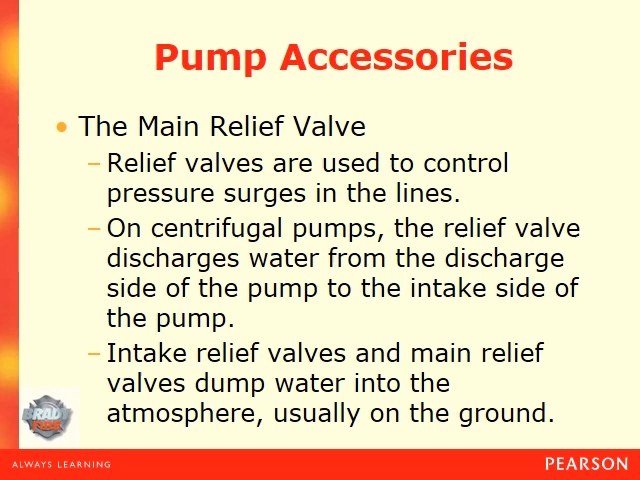 Pump Accessories
• The Main Relief Valve
– Relief valves are used to control
pressure surges in the lines.
– On centrifugal pumps, the relief valve
discharges water from the discharge
side of the pump to the intake side of
the pump.
– Intake relief valves and main relief
valves dump water into the
atmosphere, usually on the ground.
BRADY
FIRE
ALWAYS LEARNING
PEARSON